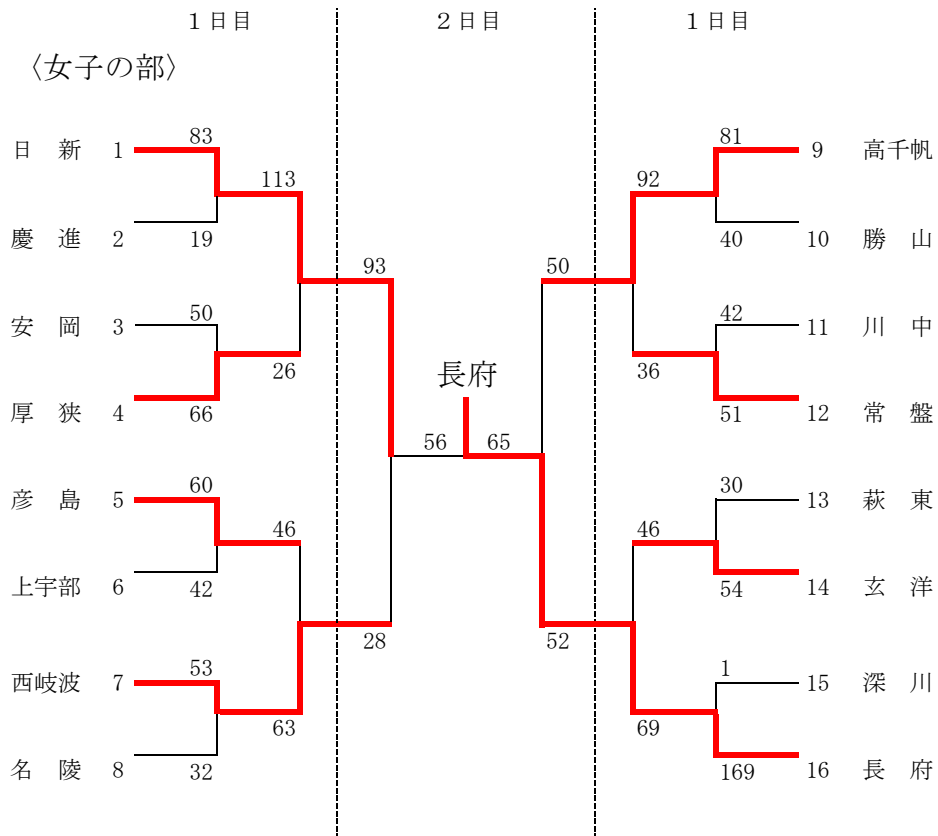 １日目 ２日目 １日目
〈女子の部〉
日 新 1 83 81 9 高千帆
113 92
慶 進 2 19 40 10 勝 山
93 50
安 岡 3 50 42 11 川 中
26 36
長府
厚 狭 4 66 51 12 常 盤
56 65
彦 島 5 60 30 13 萩 東
46 46
上宇部 6 42 54 14 玄 洋
28 52
西岐波 7 53 1 15 深 川
63 69
名 陵 8 32 169 16 長 府